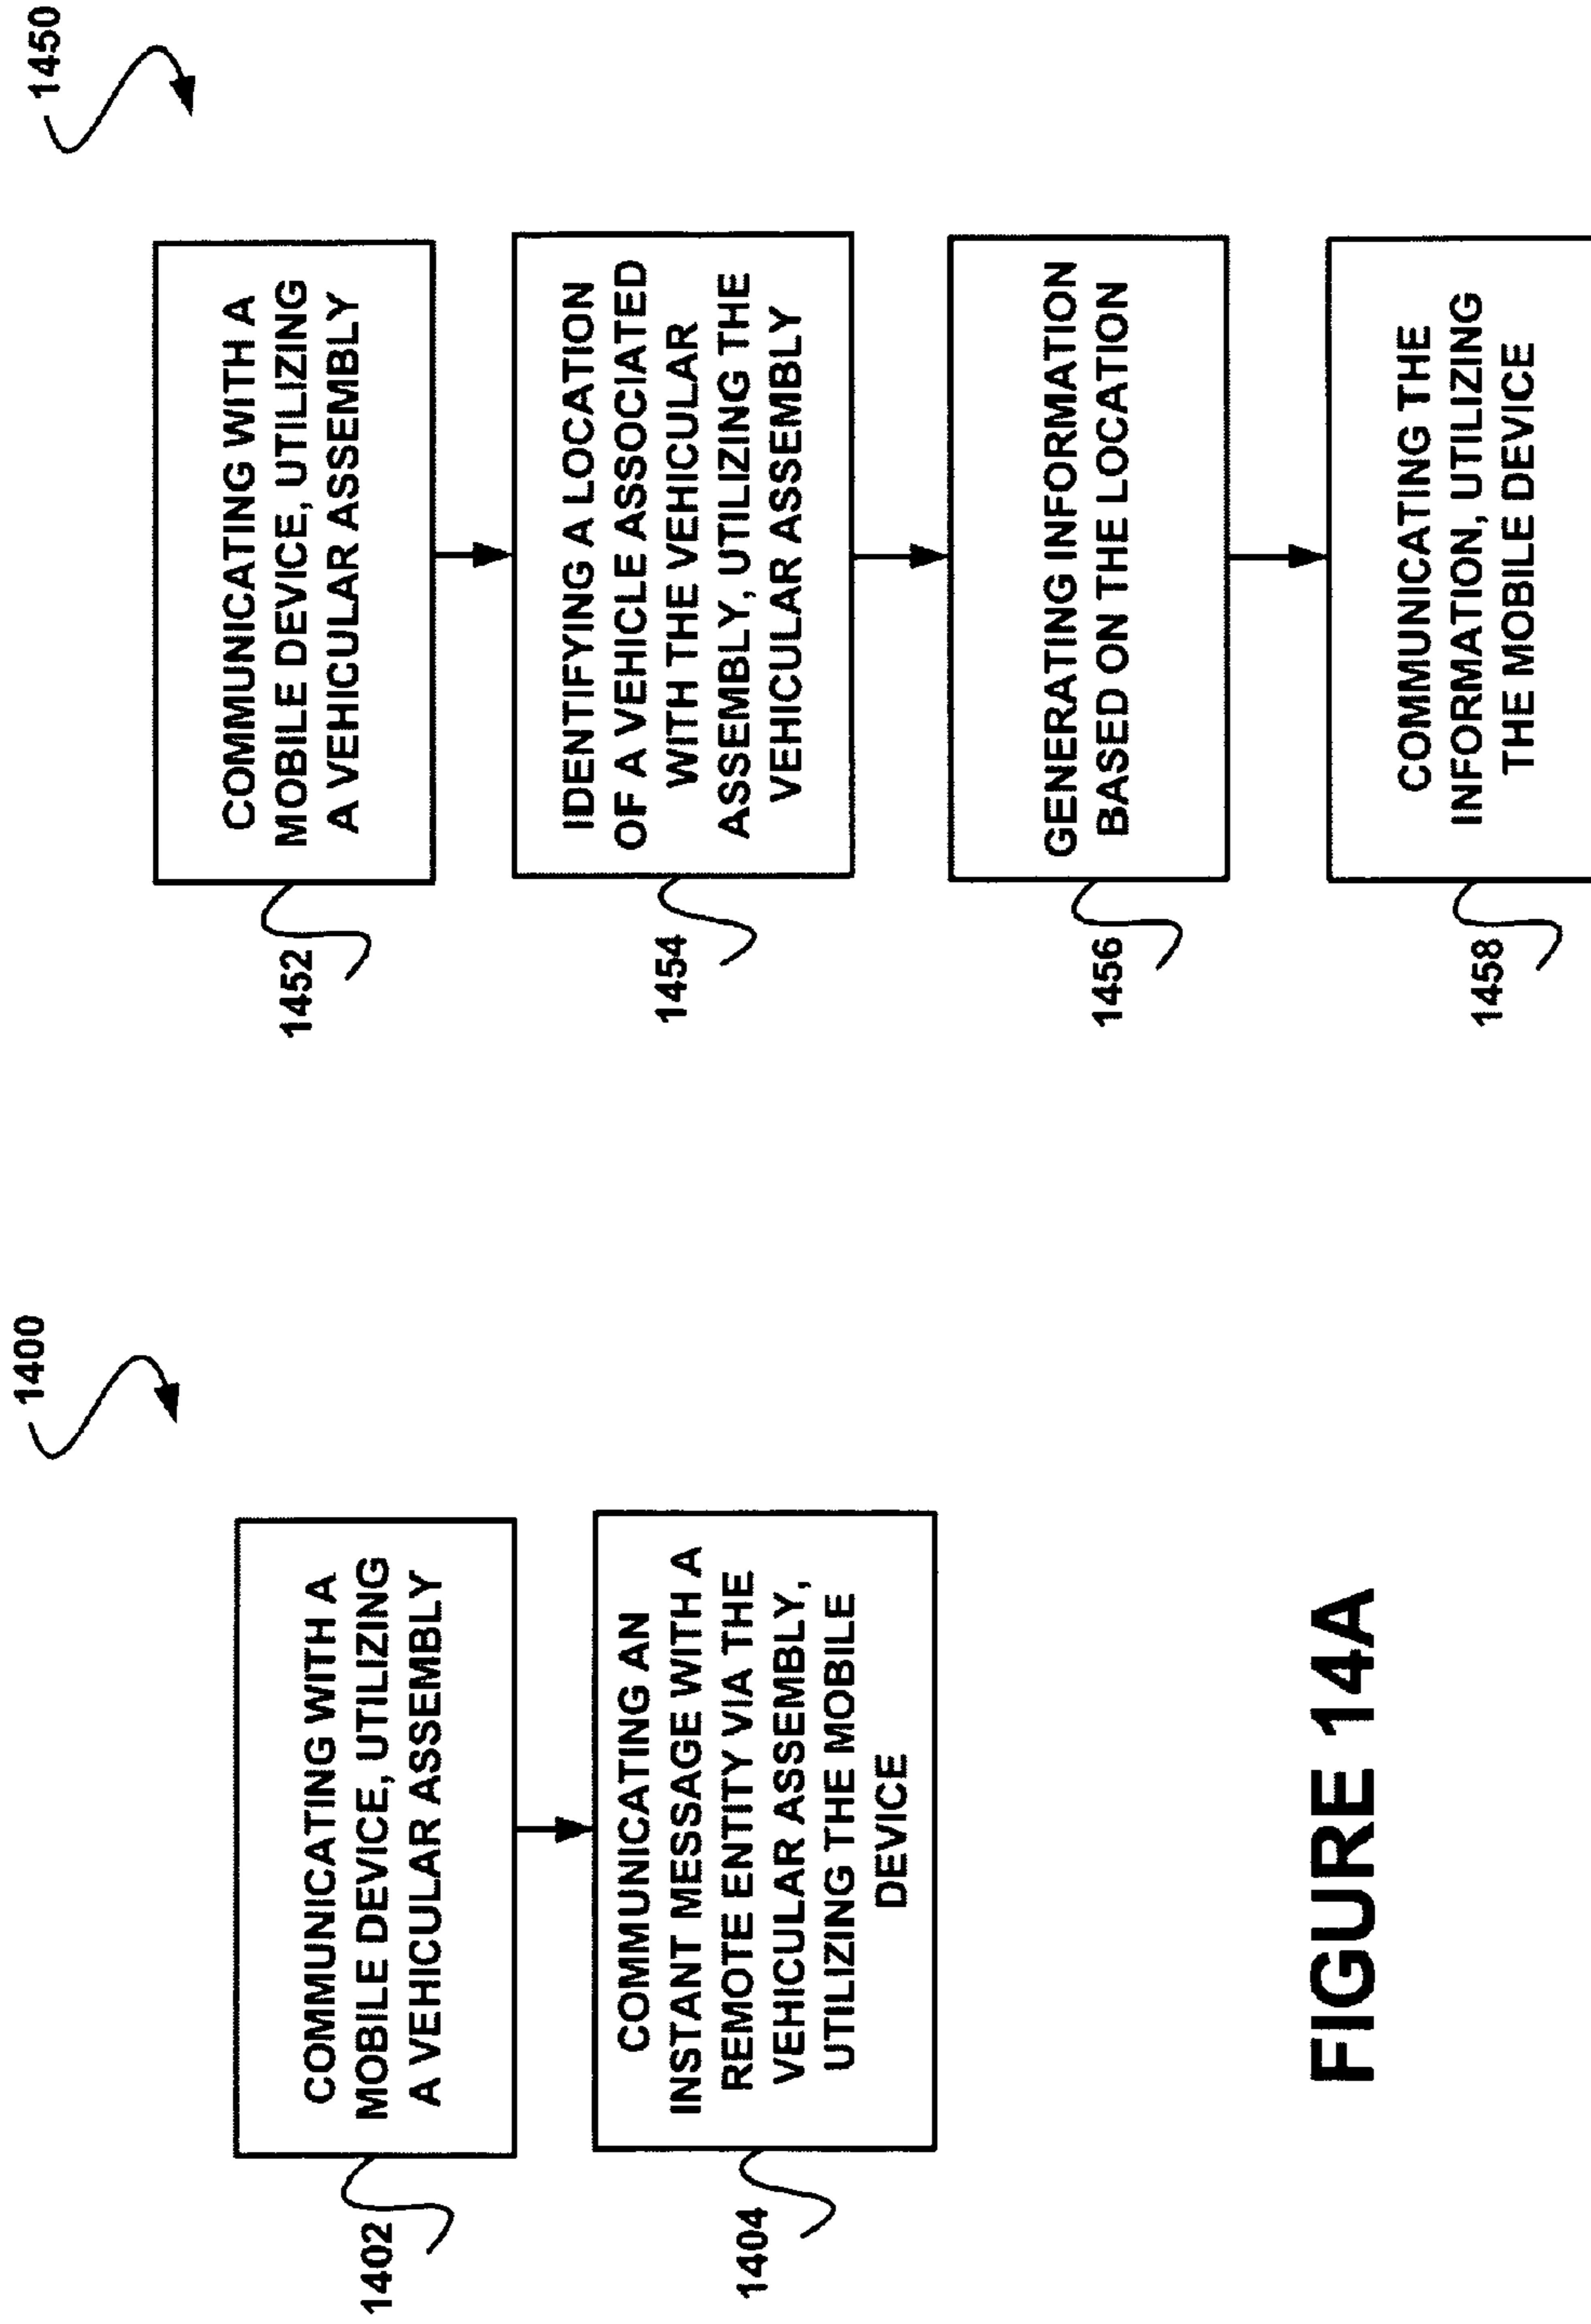 1400
1402
COMMUNICATING WITH A
MOBILE DEVICE, UTILIZING
A VEHICULAR ASSEMBLY
1404
COMMUNICATING AN
INSTANT MESSAGE WITH A
REMOTE ENTITY VIA THE
VEHICULAR ASSEMBLY,
UTILIZING THE MOBILE
DEVICE
FIGURE 14A
1450
1452
COMMUNICATING WITH A
MOBILE DEVICE, UTILIZING
A VEHICULAR ASSEMBLY
1454
IDENTIFYING A LOCATION
OF A VEHICLE ASSOCIATED
WITH THE VEHICULAR
ASSEMBLY, UTILIZING THE
VEHICULAR ASSEMBLY
1456
GENERATING INFORMATION
BASED ON THE LOCATION
1458
COMMUNICATING THE
INFORMATION, UTILIZING
THE MOBILE DEVICE